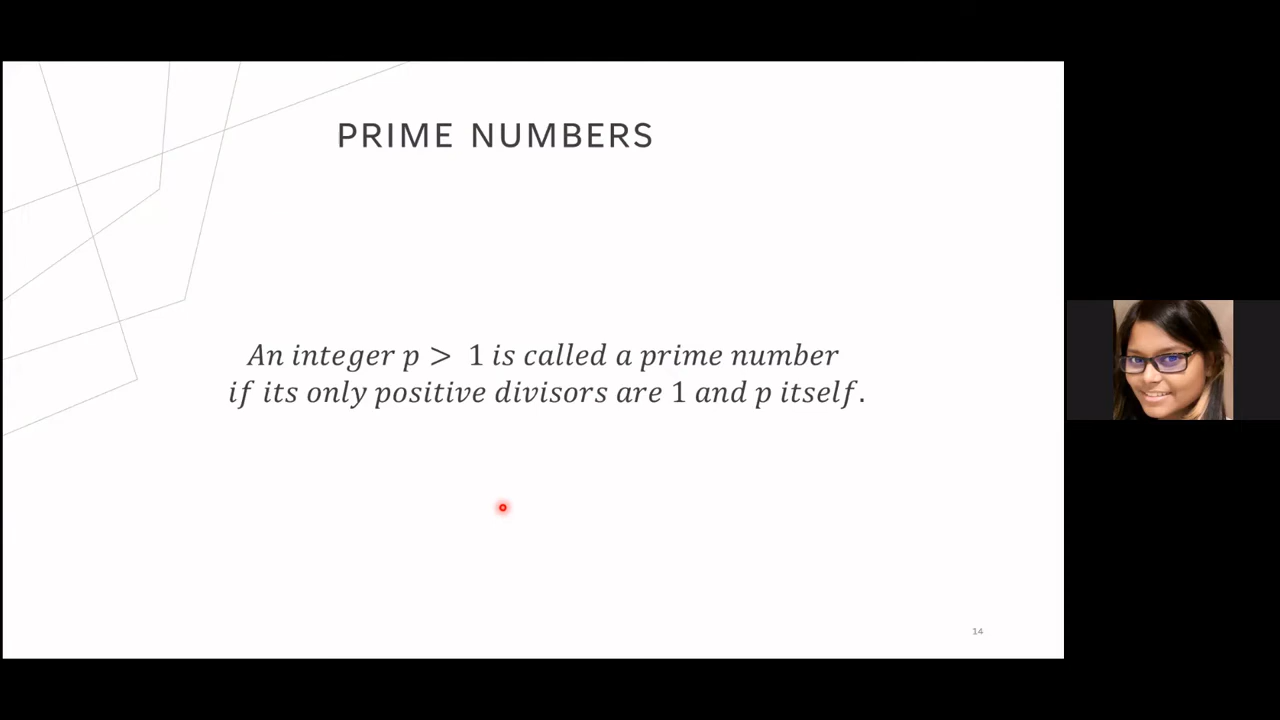 PRIME NUMBERS
An integer p > 1 is called a prime number
if its only positive divisors are 1 and p itself.
14